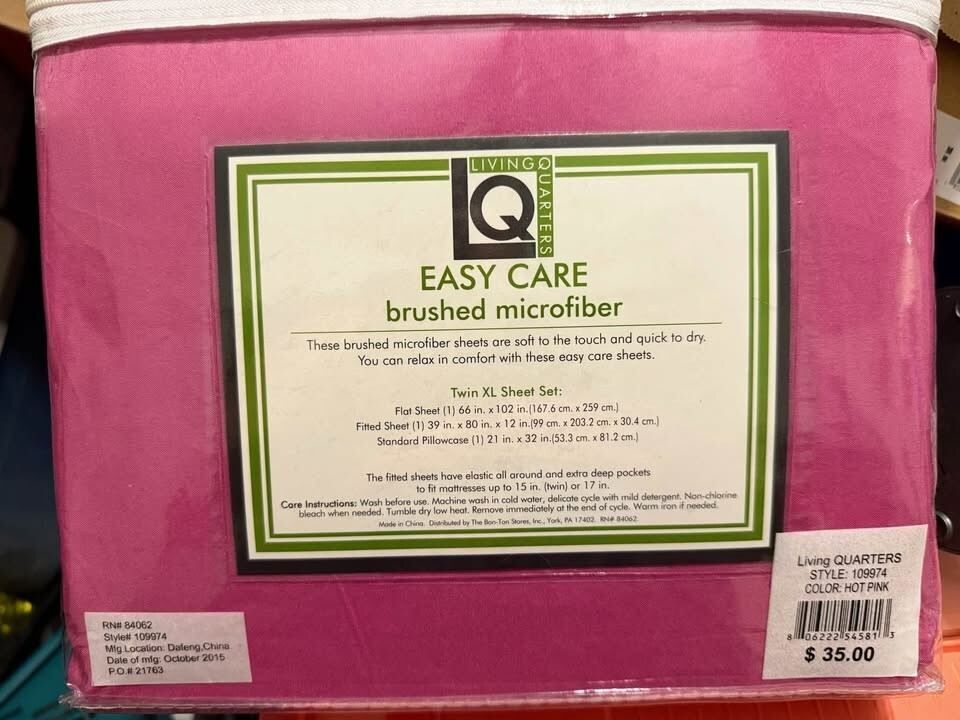 LIVING QUARTERS
LQ
EASY CARE
brushed microfiber
These brushed microfiber sheets are soft to the touch and quick to dry.
You can relax in comfort with these easy care sheets.
Twin XL Sheet Set:
Flat Sheet (1) 66 in. x 102 in.(167.6 cm. x 259 cm.)
Fitted Sheet (1) 39 in. x 80 in. x 12 in.(99 cm. x 203.2 cm. x 30.4 cm.)
Standard Pillowcase (1) 21 in. x 32 in.(53.3 cm. x 81.2 cm.)
The fitted sheets have elastic all around and extra deep pockets
to fit mattresses up to 15 in. (twin) or 17 in.
Care Instructions: Wash before use. Machine wash in cold water, delicate cycle with mild detergent. Non-chlorine
bleach when needed. Tumble dry low heat. Remove immediately at the end of cycle. Warm iron if needed.
Made in China. Distributed by The Bon-Ton Stores, Inc., York, PA 17402. RN# 84062
Living QUARTERS
STYLE: 109974
COLOR: HOT PINK
8 06222 54581 3
$ 35.00
RN# 84062
Style# 109974
Mfg.Location: Dafeng,China
Date of mfg: October 2015
P.O.# 21763